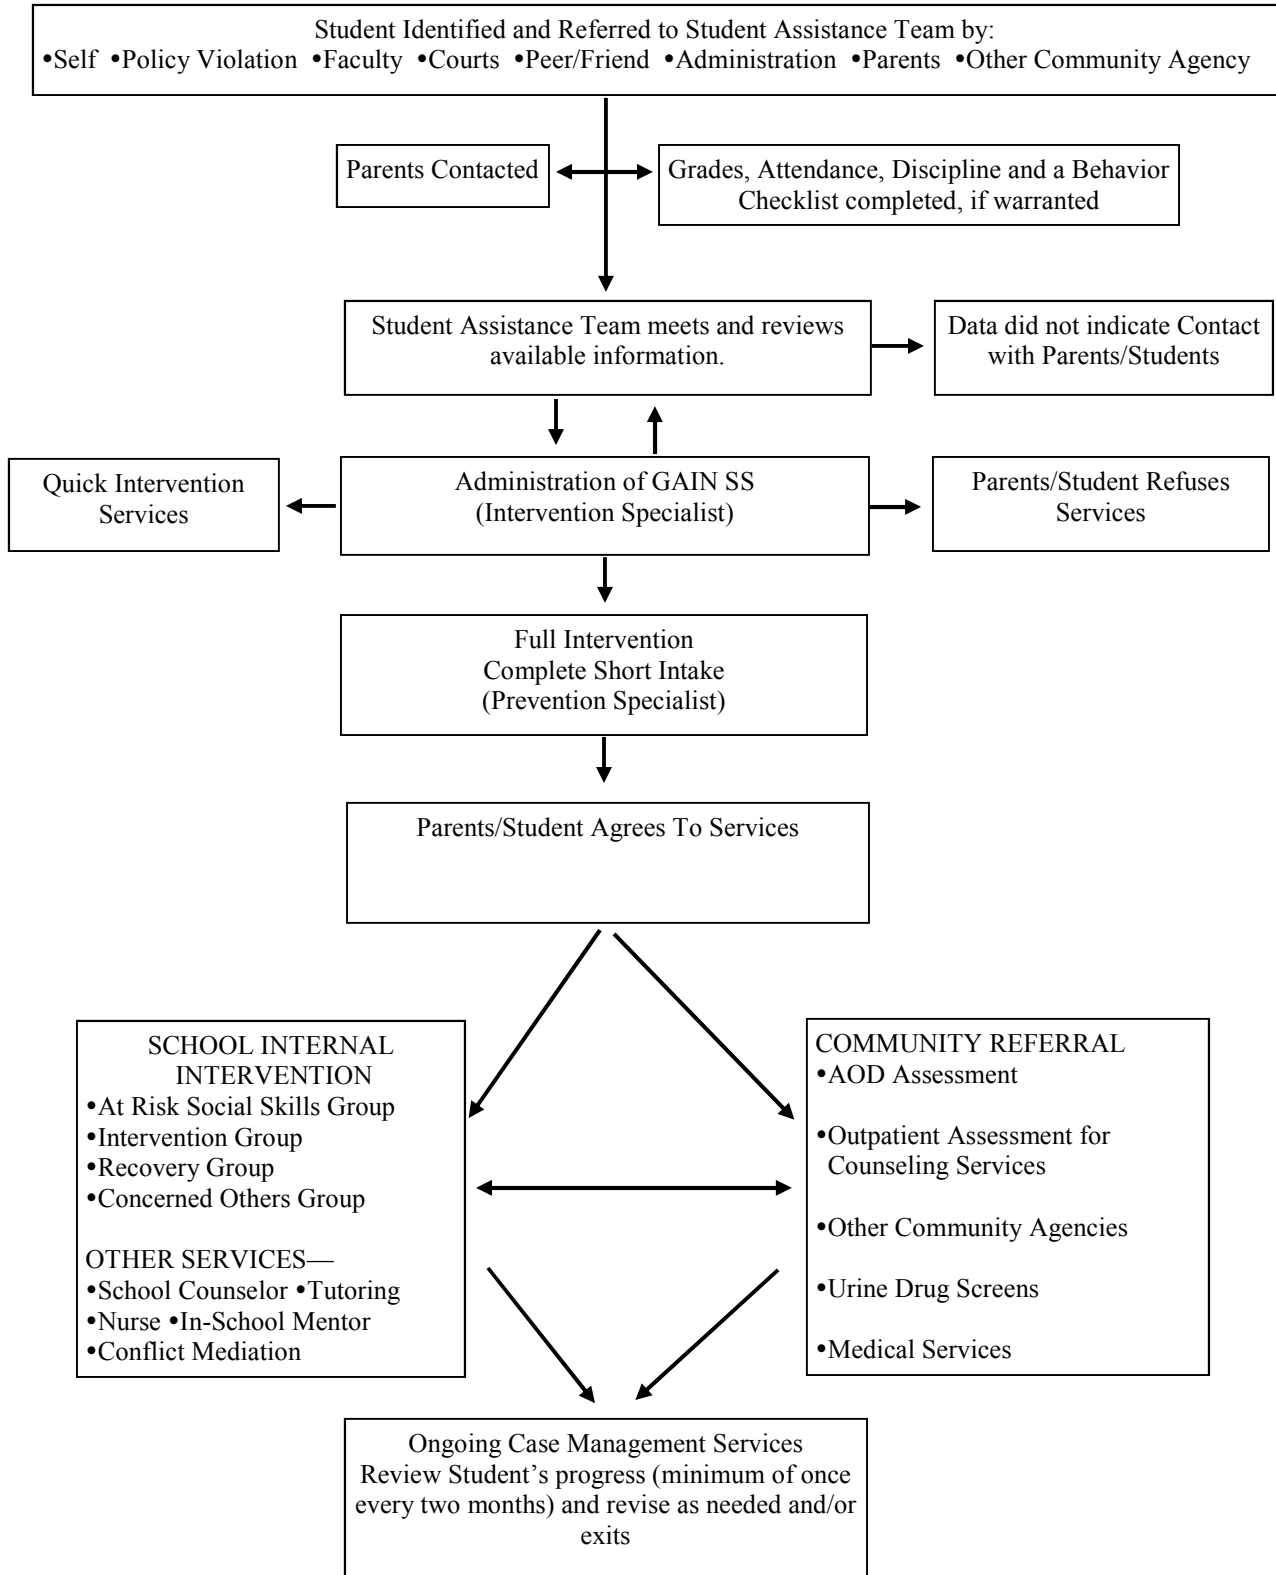 Student Identified and Referred to Student Assistance Team by:
•Self •Policy Violation •Faculty •Courts •Peer/Friend •Administration •Parents •Other Community Agency
Parents Contacted
Grades, Attendance, Discipline and a Behavior
Checklist completed, if warranted
Student Assistance Team meets and reviews
available information.
Data did not indicate Contact
with Parents/Students
Quick Intervention
Services
Administration of GAIN SS
(Intervention Specialist)
Parents/Student Refuses
Services
Full Intervention
Complete Short Intake
(Prevention Specialist)
Parents/Student Agrees To Services
SCHOOL INTERNAL
INTERVENTION
•At Risk Social Skills Group
•Intervention Group
•Recovery Group
•Concerned Others Group
OTHER SERVICES—
•School Counselor •Tutoring
•Nurse •In-School Mentor
•Conflict Mediation
COMMUNITY REFERRAL
•AOD Assessment
•Outpatient Assessment for
Counseling Services
•Other Community Agencies
•Urine Drug Screens
•Medical Services
Ongoing Case Management Services
Review Student’s progress (minimum of once
every two months) and revise as needed and/or
exits